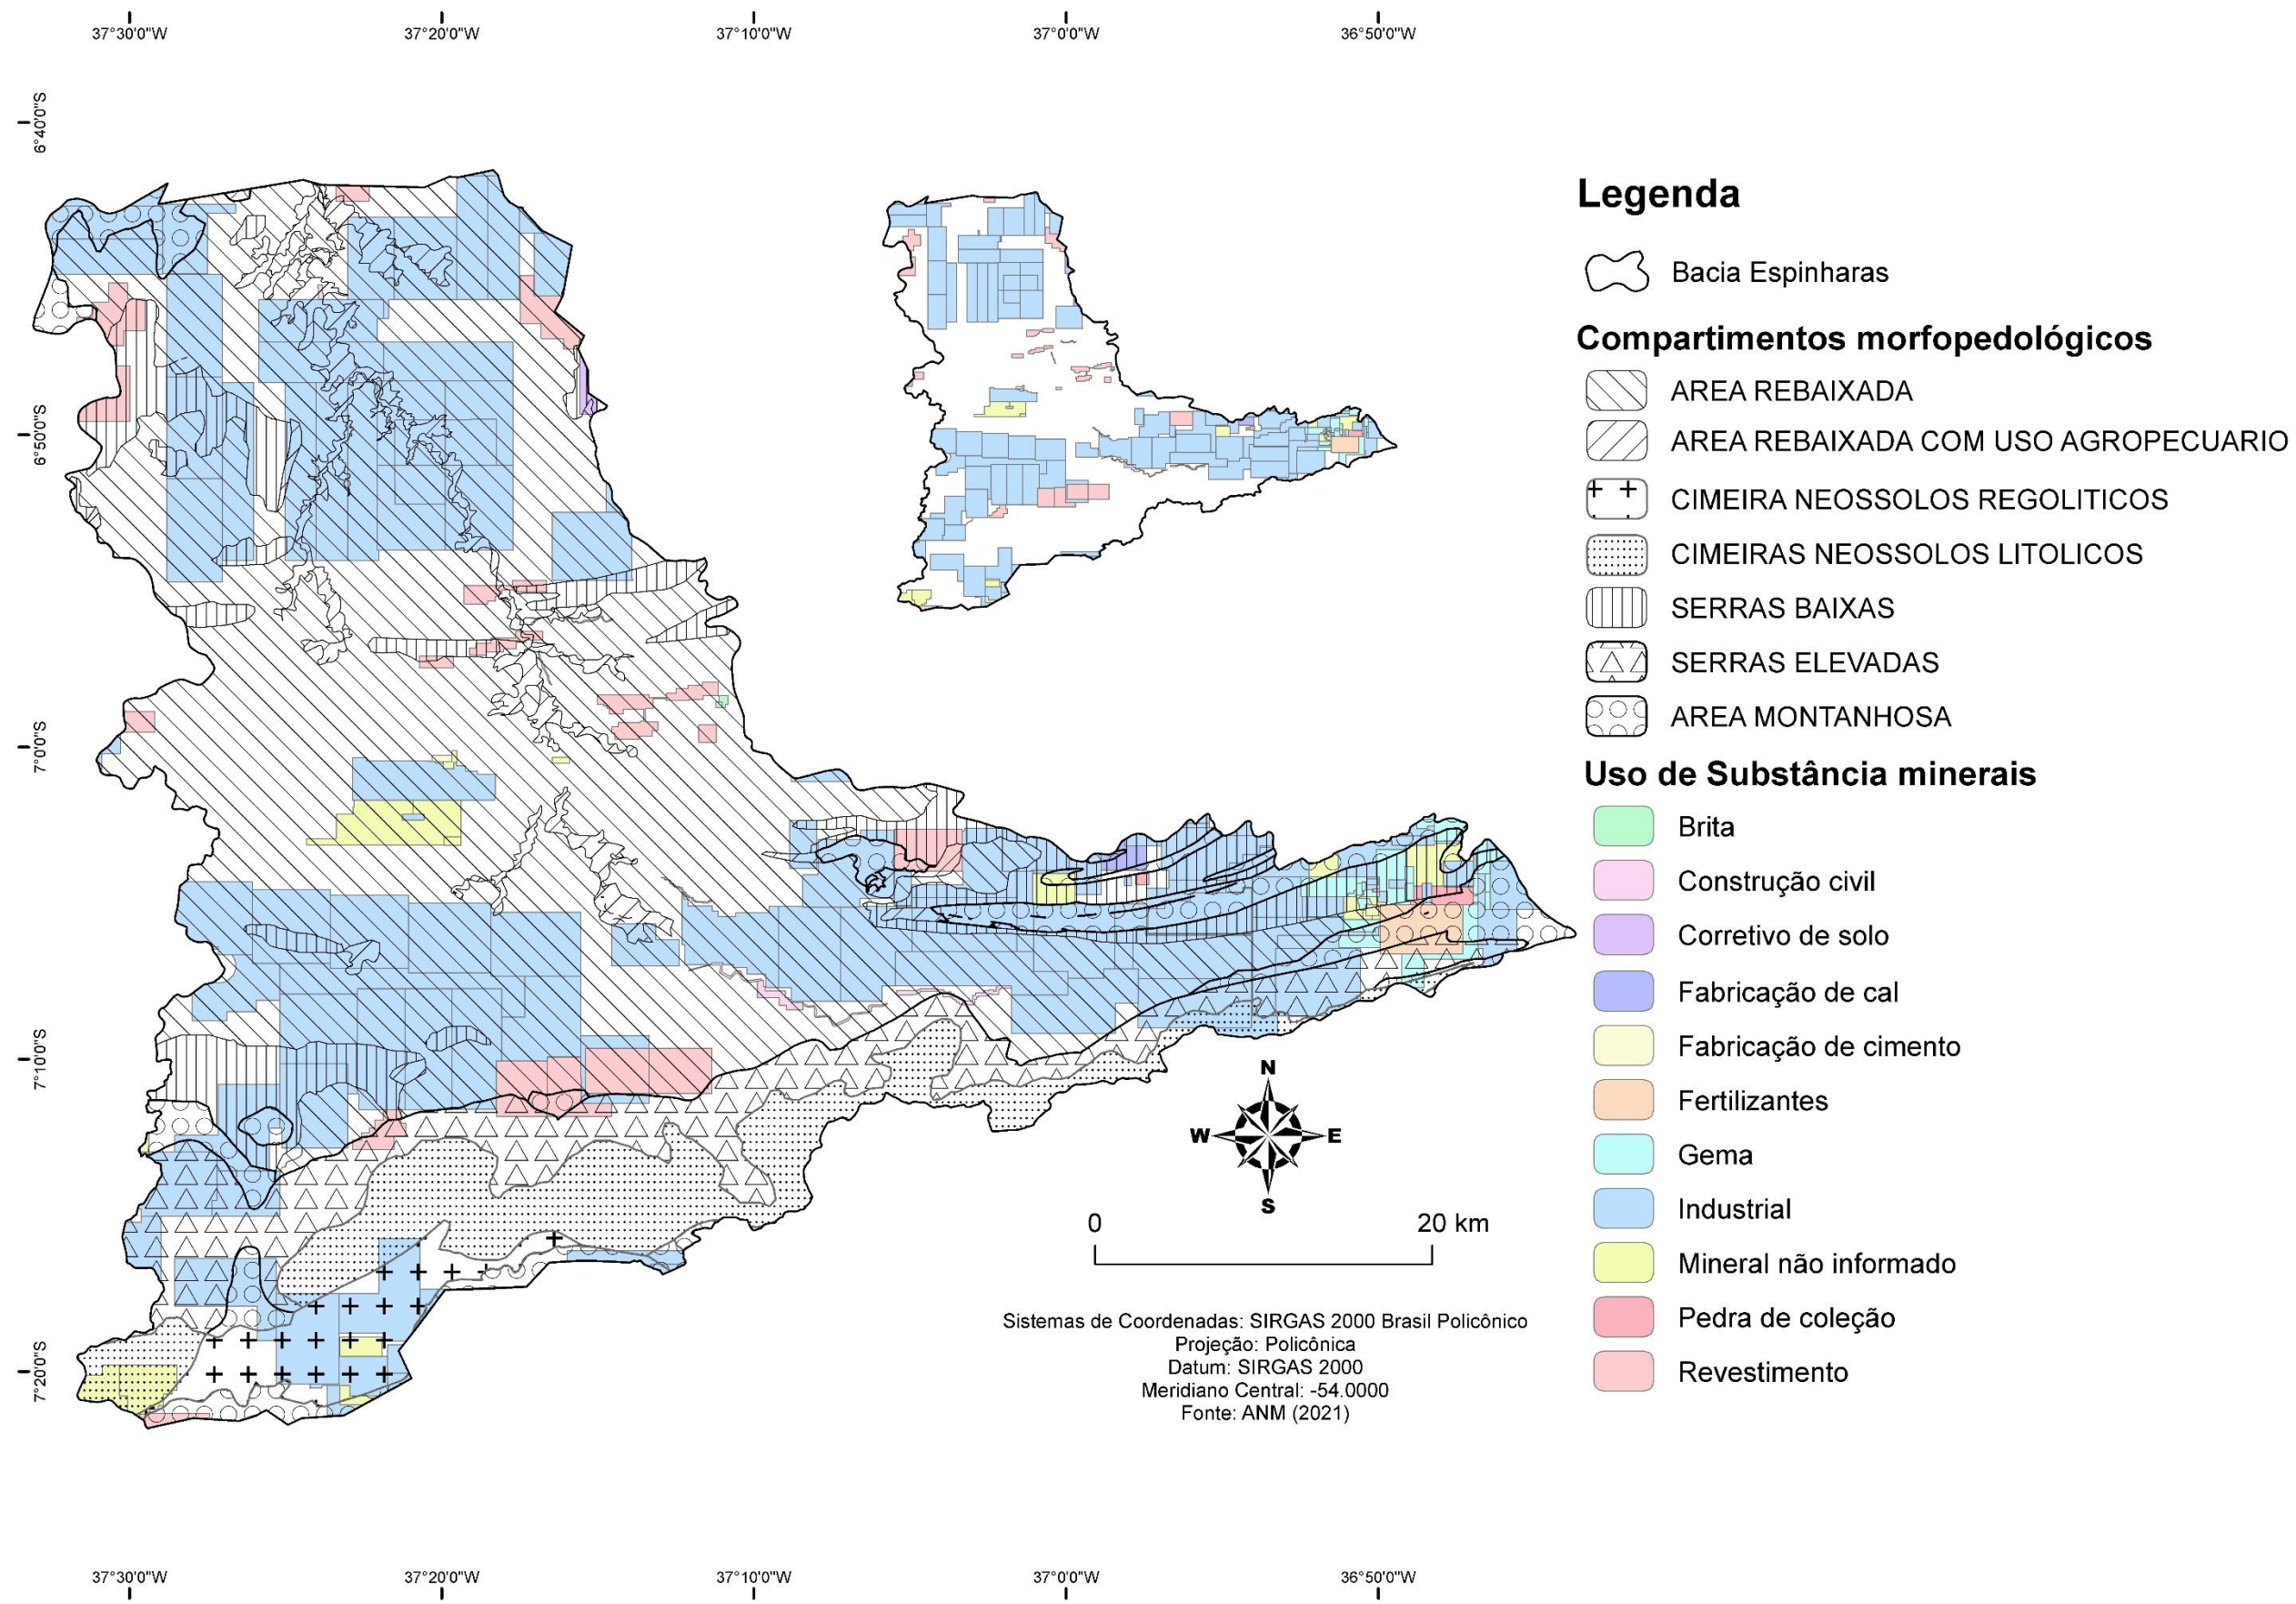 37°30'0"W 37°20'0"W 37°10'0"W 37°0'0"W 36°50'0"W
6°40'0"S
6°50'0"S
7°0'0"S
7°10'0"S
7°20'0"S
Legenda
Bacia Espinharas
Compartimentos morfopedológicos
AREA REBAIXADA
AREA REBAIXADA COM USO AGROPECUARIO
CIMEIRA NEOSSOLOS REGOLITICOS
CIMEIRAS NEOSSOLOS LITOLICOS
SERRAS BAIXAS
SERRAS ELEVADAS
AREA MONTANHOSA
Uso de Substância minerais
Brita
Construção civil
Corretivo de solo
Fabricação de cal
Fabricação de cimento
Fertilizantes
Gema
Industrial
Mineral não informado
Pedra de coleção
Revestimento
N
W E
S
0 20 km
Sistemas de Coordenadas: SIRGAS 2000 Brasil Policônico
Projeção: Policônica
Datum: SIRGAS 2000
Meridiano Central: -54.0000
Fonte: ANM (2021)
37°30'0"W 37°20'0"W 37°10'0"W 37°0'0"W 36°50'0"W